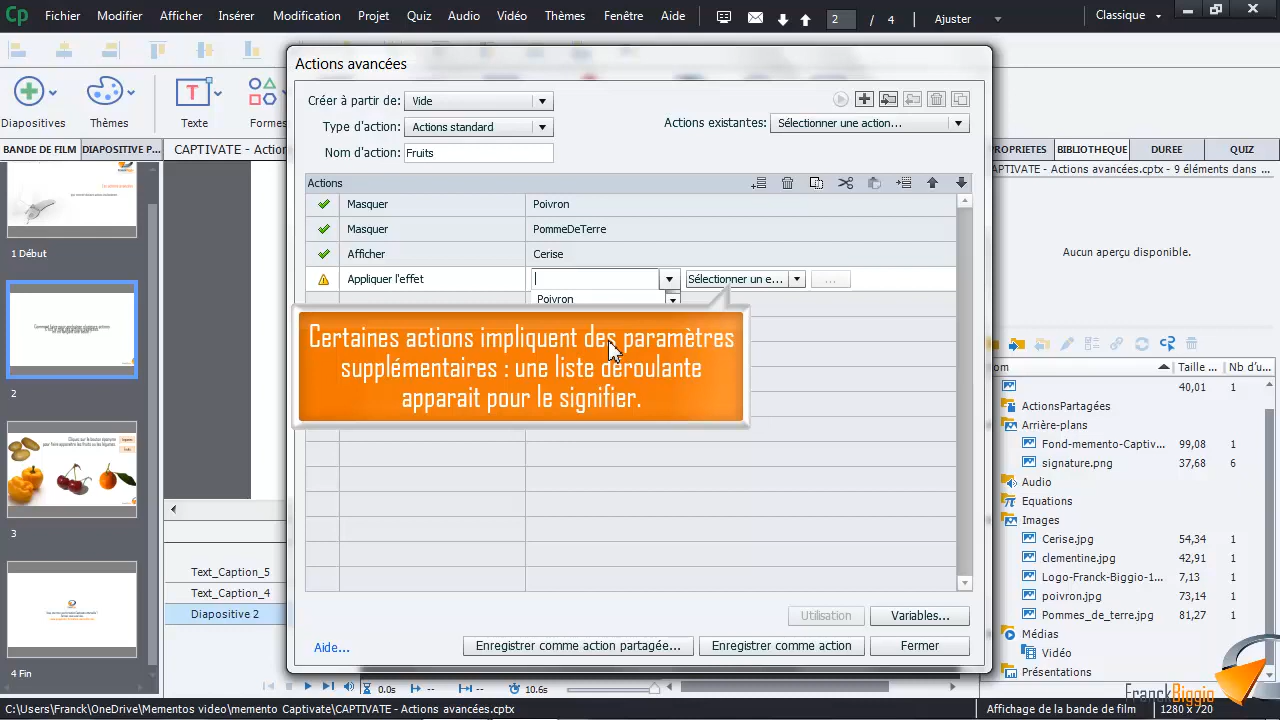 Cp Fichier Modifier Afficher Insérer Modification Projet Quiz Audio Vidéo Thèmes Fenêtre Aide 2 / 4 Ajuster Classique
Diapositives Thèmes Texte Formes
BANDE DE FILM DIAPOSITIVE P... CAPTIVATE - Action
1 Début
2
3
4 Fin
Text_Caption_5
Text_Caption_4
Diapositive 2
Actions avancées
Créer à partir de: Vide
Type d'action: Actions standard
Actions existantes: Sélectionner une action...
Nom d'action: Fruits
Actions
Masquer Poivron
Masquer PommeDeTerre
Afficher Cerise
Appliquer l'effet Sélectionner un e... ...
Poivron
Certaines actions impliquent des paramètres
supplémentaires : une liste déroulante
apparait pour le signifier.
Utilisation Variables...
Aide... Enregistrer comme action partagée... Enregistrer comme action Fermer
0.0s 10.6s
PROPRIETES BIBLIOTHEQUE DUREE QUIZ
APTIVATE - Actions avancées.cptx - 9 éléments dans ...
Aucun aperçu disponible.
om Taille ... Nb d'u...
40,01 1
ActionsPartagées
Arrière-plans
Fond-memento-Captiv... 99,08 1
signature.png 37,68 6
Audio
Equations
Images
Cerise.jpg 54,34 1
clementine.jpg 42,91 1
Logo-Franck-Biggio-1... 7,13 1
poivron.jpg 73,14 1
Pommes_de_terre.jpg 81,27 1
Médias
Vidéo
Présentations
FranckBiggio
C:\Users\Franck\OneDrive\Mementos video\memento Captivate\CAPTIVATE - Actions avancées.cptx Affichage de la bande de film 1280 x 720